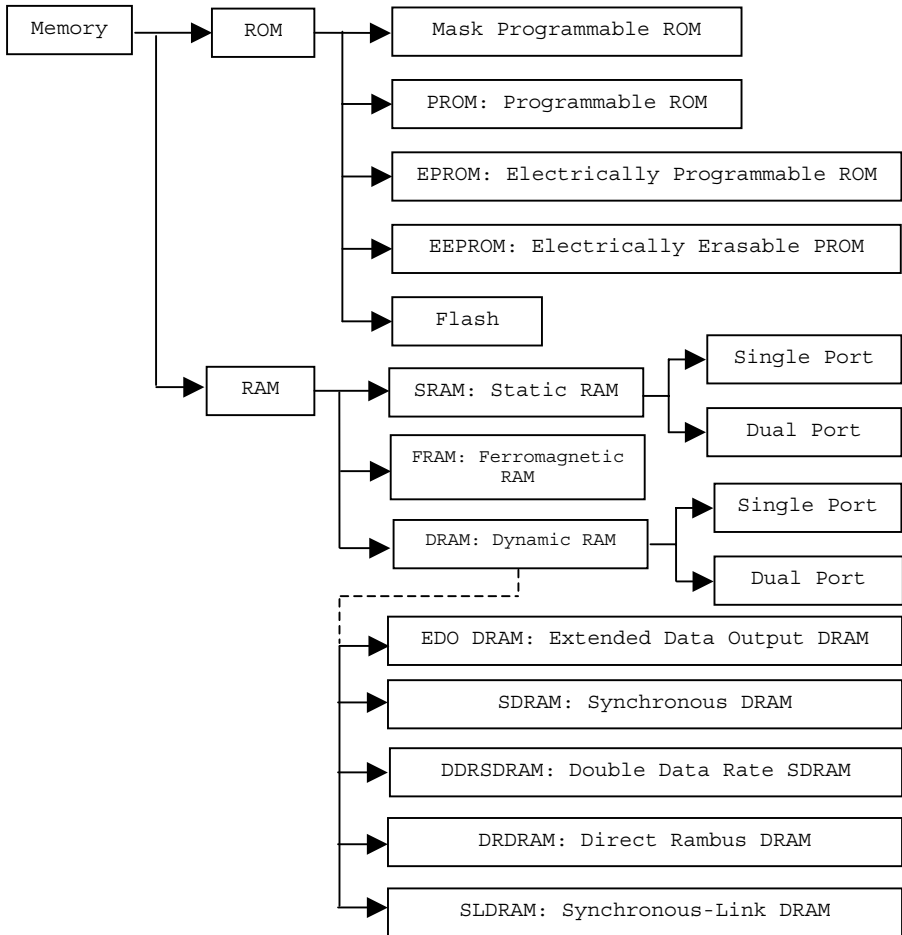 Memory
ROM
Mask Programmable ROM
PROM: Programmable ROM
EPROM: Electrically Programmable ROM
EEPROM: Electrically Erasable PROM
Flash
RAM
SRAM: Static RAM
Single Port
Dual Port
FRAM: Ferromagnetic
RAM
DRAM: Dynamic RAM
Single Port
Dual Port
EDO DRAM: Extended Data Output DRAM
SDRAM: Synchronous DRAM
DDRSDRAM: Double Data Rate SDRAM
DRDRAM: Direct Rambus DRAM
SLDRAM: Synchronous-Link DRAM